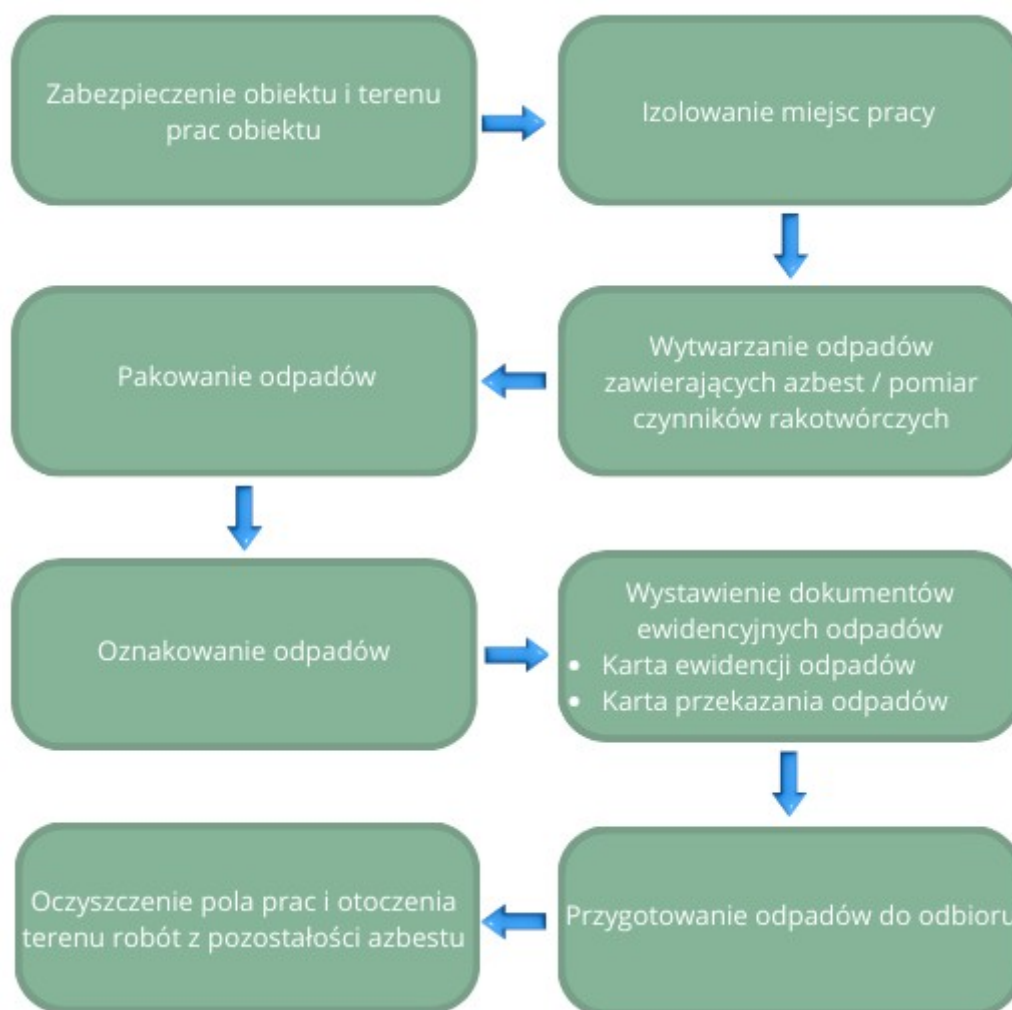 Zabezpieczenie obiektu i terenu
prac obiektu
Izolowanie miejsc pracy
Wytwarzanie odpadów
zawierających azbest / pomiar
czynników rakotwórczych
Pakowanie odpadów
Oznakowanie odpadów
Wystawienie dokumentów
ewidencyjnych odpadów
• Karta ewidencji odpadów
• Karta przekazania odpadów
Przygotowanie odpadów do odbioru
Oczyszczenie pola prac i otoczenia
terenu robót z pozostałości azbestu